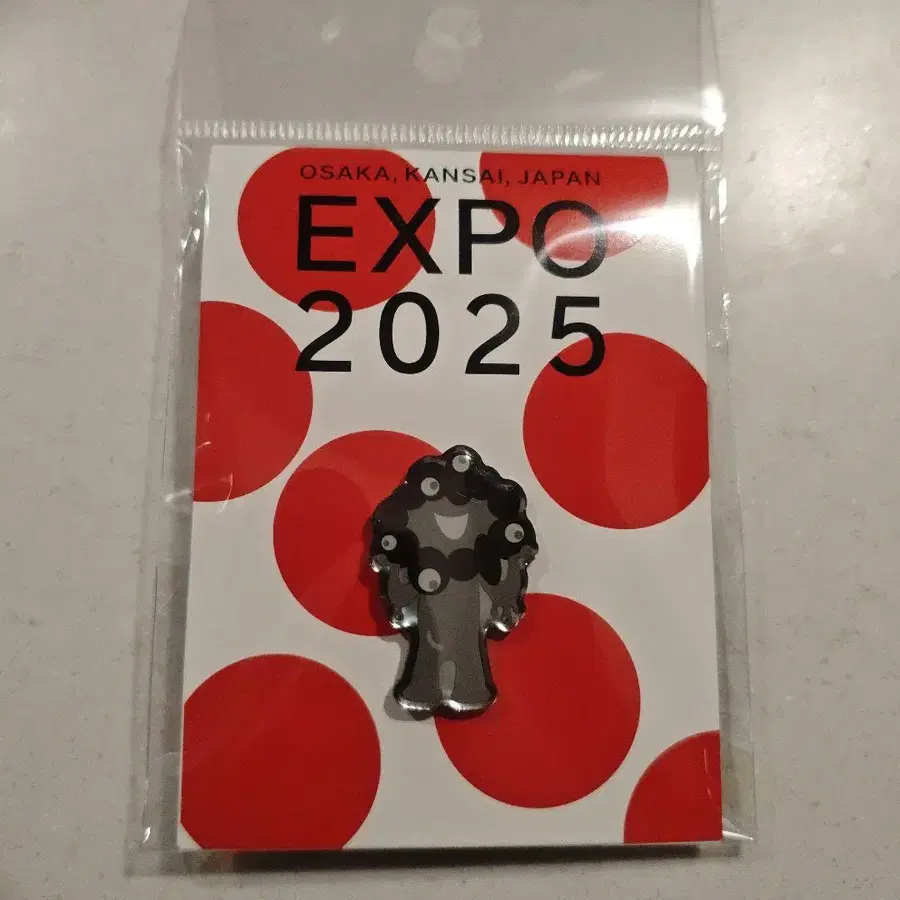 OSAKA, KANSAI, JAPAN
EXPO
2025